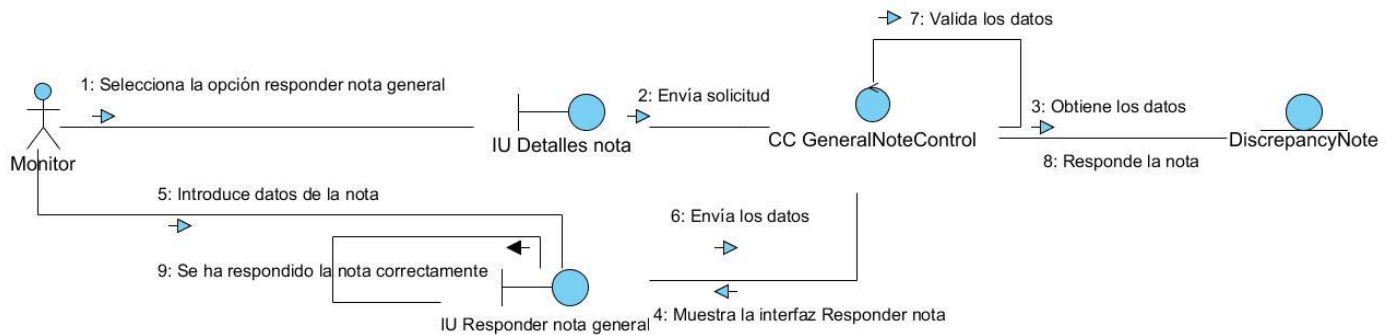 7: Valida los datos
1: Selecciona la opción responder nota general
2: Envía solicitud
3: Obtiene los datos
Monitor
IU Detalles nota
CC GeneralNoteControl
DiscrepancyNote
8: Responde la nota
5: Introduce datos de la nota
6: Envía los datos
9: Se ha respondido la nota correctamente
4: Muestra la interfaz Responder nota
IU Responder nota general